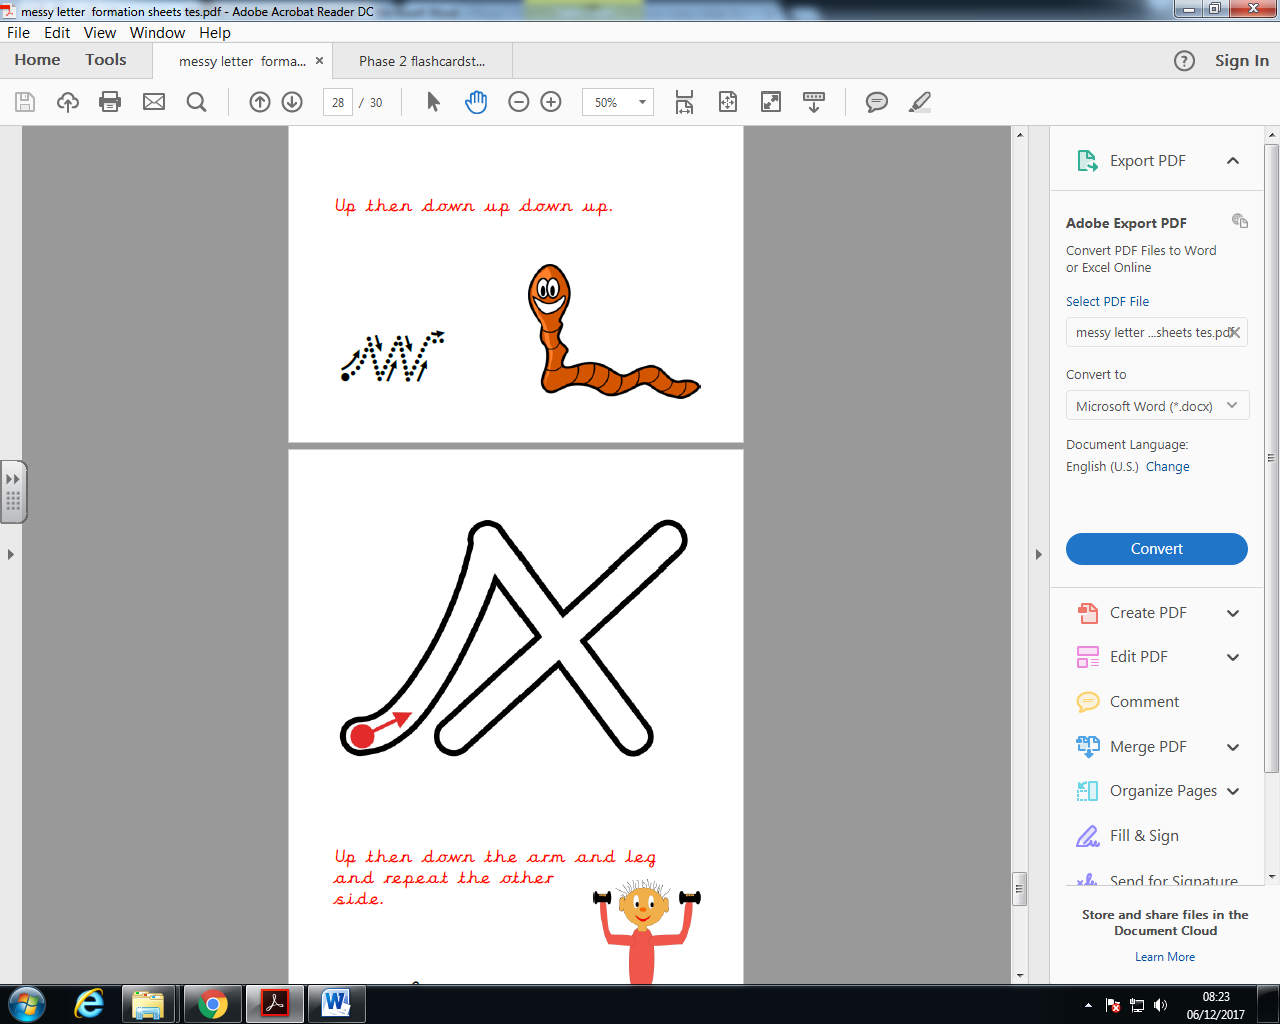 messy letter  formation sheets tes.pdf - Adobe Acrobat Reader DC
File Edit View Window Help
Home Tools messy letter  forma... × Phase 2 flashcardst... Sign In
28 / 30 50%
Up then down up down up.
Up then down the arm and leg
and repeat the other
side.
Export PDF
Adobe Export PDF
Convert PDF Files to Word
or Excel Online
Select PDF File
messy letter ...sheets tes.pdf
Convert to
Microsoft Word (*.docx)
Document Language:
English (U.S.) Change
Convert
Create PDF
Edit PDF
Comment
Merge PDF
Organize Pages
Fill & Sign
Send for Signature
Store and share files in the
Document Cloud
Learn More
08:23
06/12/2017